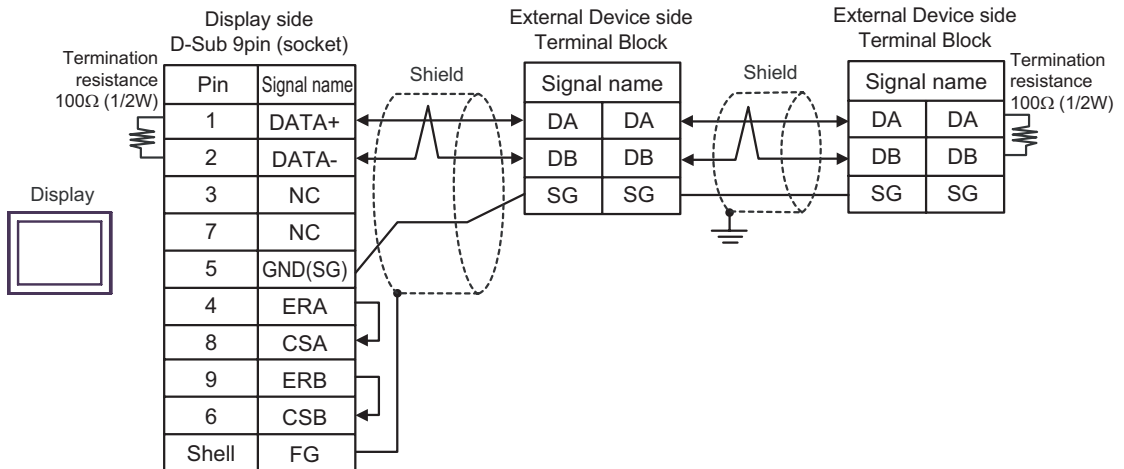 Display side
D-Sub 9pin (socket)
External Device side
Terminal Block
External Device side
Terminal Block
Termination
resistance
100Ω (1/2W)
Shield
Shield
Termination
resistance
100Ω (1/2W)
Display
Pin Signal name
1 DATA+
2 DATA-
3 NC
7 NC
5 GND(SG)
4 ERA
8 CSA
9 ERB
6 CSB
Shell FG
Signal name
DA DA
DB DB
SG SG
Signal name
DA DA
DB DB
SG SG